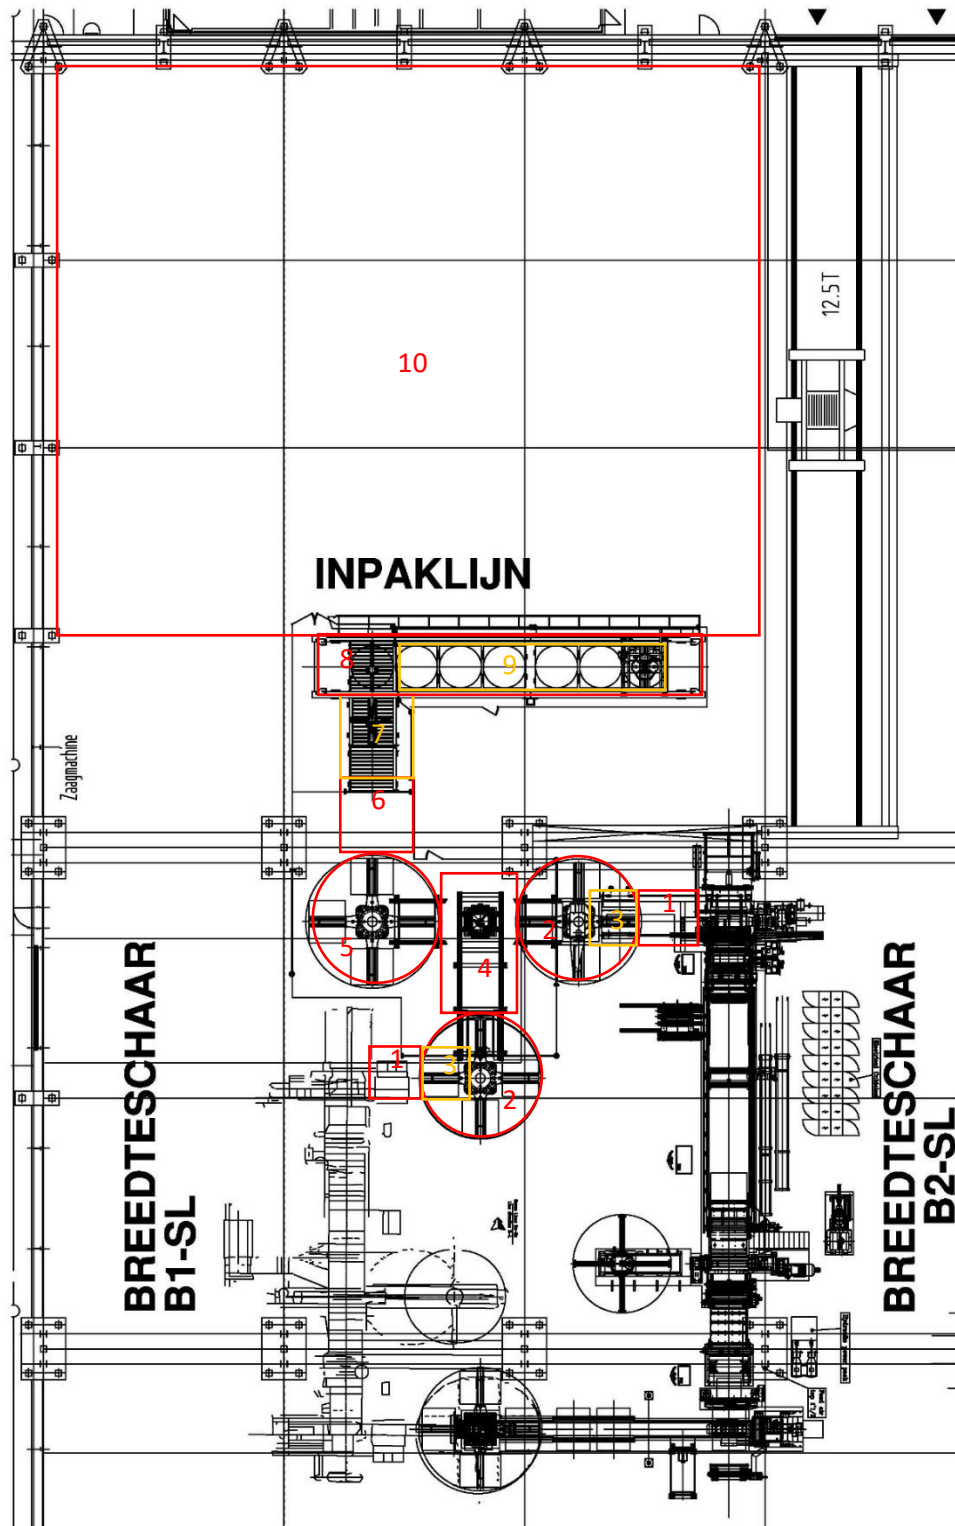 12.5T
10
INPAKLIJN
8
9
7
Zaagmachine
6
1
3
2
5
4
1
3
2
BREEDTESCHAAR
B1-SL
BREEDTESCHAAR
B2-SL